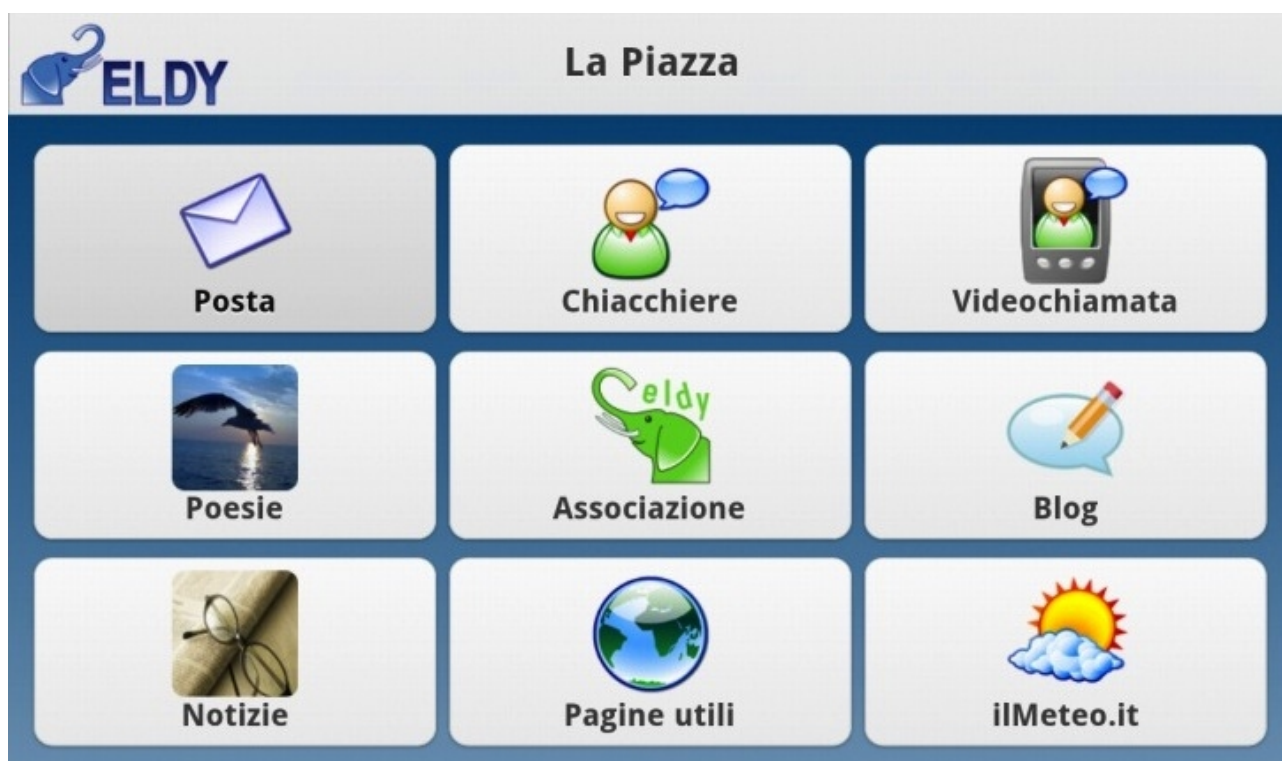 ELDY
La Piazza
Posta
Chiacchiere
Videochiamata
eldy
Poesie
Associazione
Blog
Notizie
Pagine utili
ilMeteo.it